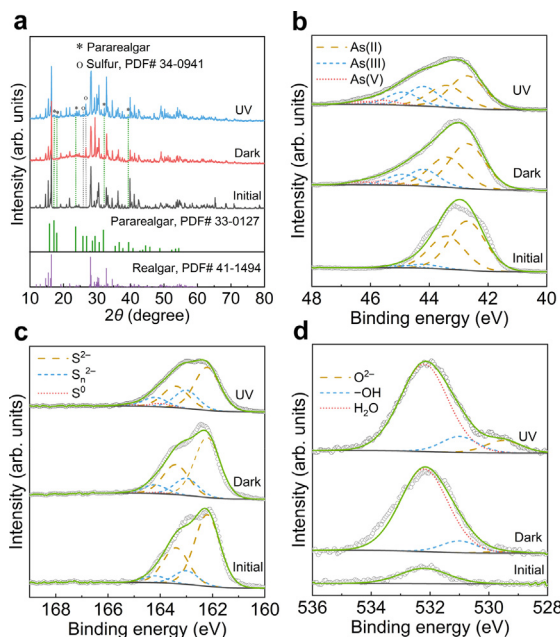 a
* Pararealgar
o Sulfur, PDF# 34-0941
UV
Dark
Initial
Pararealgar, PDF# 33-0127
Realgar, PDF# 41-1494
10 20 30 40 50 60 70 80
2θ (degree)
Intensity (arb. units)
b
As(II)
As(III)
As(V)
UV
Dark
Initial
48 46 44 42 40
Binding energy (eV)
Intensity (arb. units)
c
S²⁻
Sₙ²⁻
S⁰
UV
Dark
Initial
168 166 164 162 160
Binding energy (eV)
Intensity (arb. units)
d
O²⁻
−OH
H₂O
UV
Dark
Initial
536 534 532 530 528
Binding energy (eV)
Intensity (arb. units)